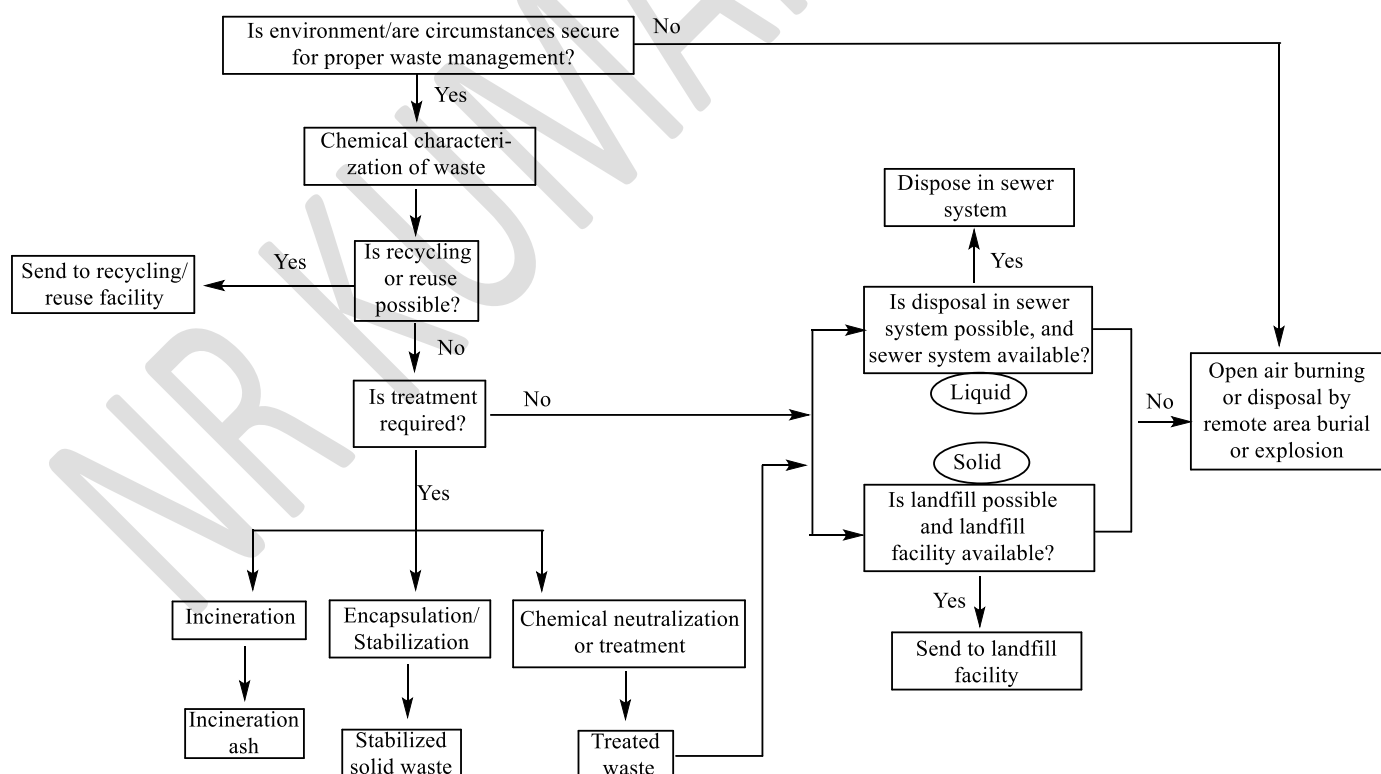 Is environment/are circumstances secure
for proper waste management?
No
Yes
Chemical characteri-
zation of waste
Is recycling
or reuse
possible?
Yes
Send to recycling/
reuse facility
No
Is treatment
required?
No
Yes
Incineration
Encapsulation/
Stabilization
Chemical neutralization
or treatment
Incineration
ash
Stabilized
solid waste
Treated
waste
Dispose in sewer
system
Yes
Is disposal in sewer
system possible, and
sewer system available?
Liquid
Solid
Is landfill possible
and landfill
facility available?
Yes
Send to landfill
facility
No
Open air burning
or disposal by
remote area burial
or explosion
NR KUMA